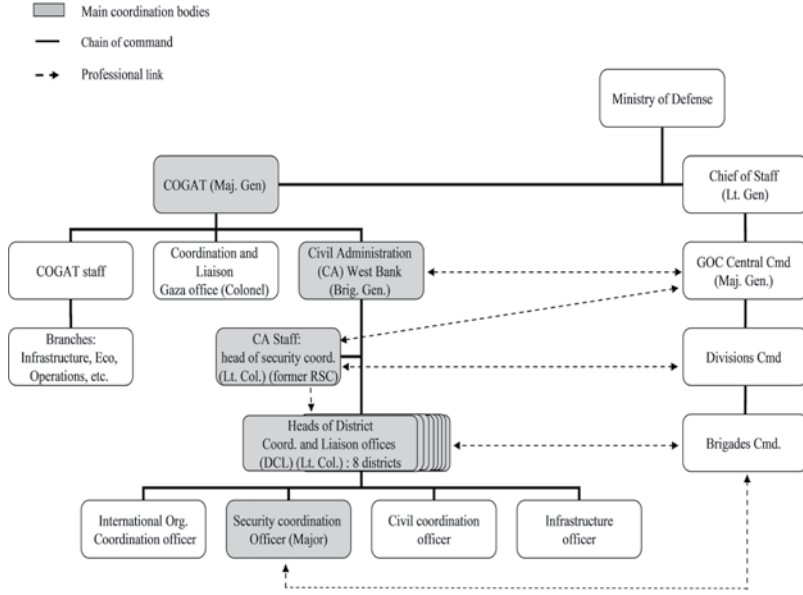 Main coordination bodies
Chain of command
Professional link
Ministry of Defense
COGAT (Maj. Gen)
Chief of Staff
(Lt. Gen)
COGAT staff
Coordination and
Liaison
Gaza office (Colonel)
Civil Administration
(CA) West Bank
(Brig. Gen.)
GOC Central Cmd
(Maj. Gen.)
Branches:
Infrastructure, Eco,
Operations, etc.
CA Staff:
head of security coord.
(Lt. Col.) (former RSC)
Divisions Cmd
Heads of District
Coord. and Liaison offices
(DCL) (Lt. Col.) : 8 districts
Brigades Cmd.
International Org.
Coordination officer
Security coordination
Officer (Major)
Civil coordination
officer
Infrastructure
officer